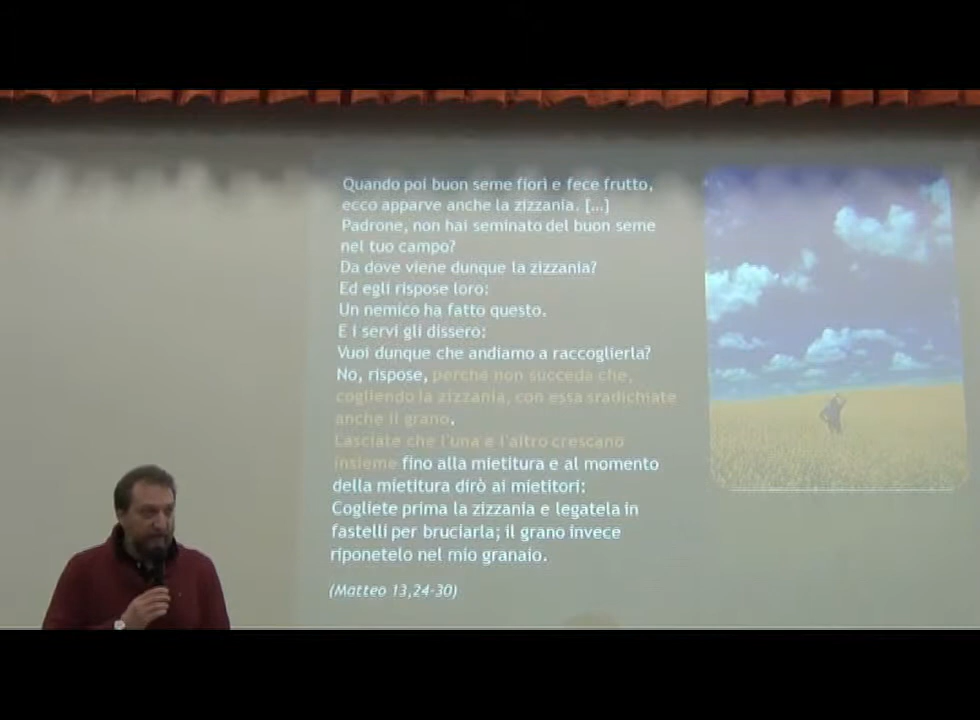 Quando poi buon seme fiorì e fece frutto,
ecco apparve anche la zizzania. [...]
Padrone, non hai seminato del buon seme
nel tuo campo?
Da dove viene dunque la zizzania?
Ed egli rispose loro:
Un nemico ha fatto questo.
E i servi gli dissero:
Vuoi dunque che andiamo a raccoglierla?
No, rispose, perché non succeda che,
cogliendo la zizzania, con essa sradichiate
anche il grano.
Lasciate che l'una e l'altro crescano
insieme fino alla mietitura e al momento
della mietitura dirò ai mietitori:
Cogliete prima la zizzania e legatela in
fastelli per bruciarla; il grano invece
riponetelo nel mio granaio.
(Matteo 13,24-30)